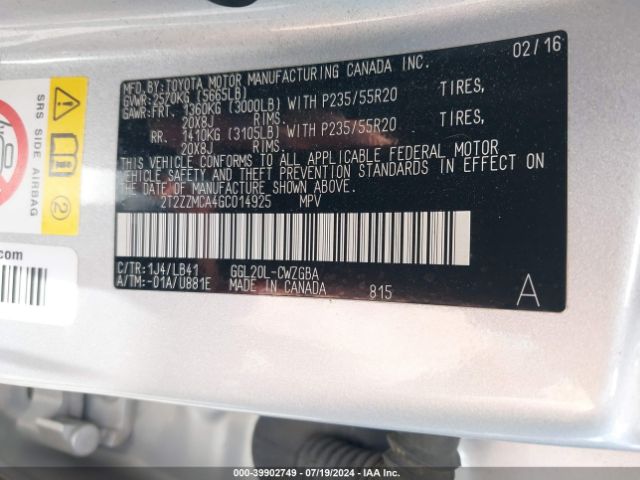 02/16
MFD.BY:TOYOTA MOTOR MANUFACTURING CANADA INC.
GVWR:2570KG (5665LB)
GAWR:FRT. 1360KG (3000LB) WITH P235/55R20 TIRES,
20X8J RIMS.
RR. 1410KG (3105LB) WITH P235/55R20 TIRES,
20X8J RIMS.
THIS VEHICLE CONFORMS TO ALL APPLICABLE FEDERAL MOTOR
VEHICLE SAFETY AND THEFT PREVENTION STANDARDS IN EFFECT ON
THE DATE OF MANUFACTURE SHOWN ABOVE.
2T2ZZMCA4GC014925 MPV
C/TR:1J4/LB41 GGL20L-CWZGBA
A/TM:-01A/U881E MADE IN CANADA 815 A
SRS SIDE AIRBAG
2
.com
000-39902749 | 07/19/2024 | IAA Inc.